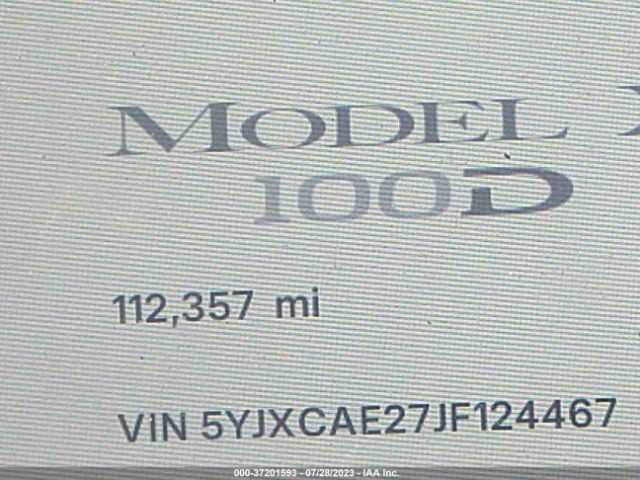 MODEL
100D
112,357 mi
VIN 5YJXCAE27JF124467
000-37201593 - 07/28/2023 - IAA Inc.